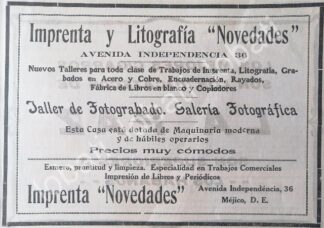 Imprenta y Litografía "Novedades"
AVENIDA INDEPENDENCIA 36
Nuevos Talleres para toda clase de Trabajos de Imprenta, Litografía, Gra-
bados en Acero y Cobre, Encuadernación, Rayados,
Fábrica de Libros en blanco y Copiadores
Taller de Fotograbado. Galería Fotográfica
Esta Casa está dotada de Maquinaria moderna
y de hábiles operarios
Precios muy cómodos
Esmero, prontitud y limpieza. Especialidad en Trabajos Comerciales
Impresión de Libros y Periódicos
Imprenta "Novedades"
Avenida Independencia, 36
Méjico, D. F.